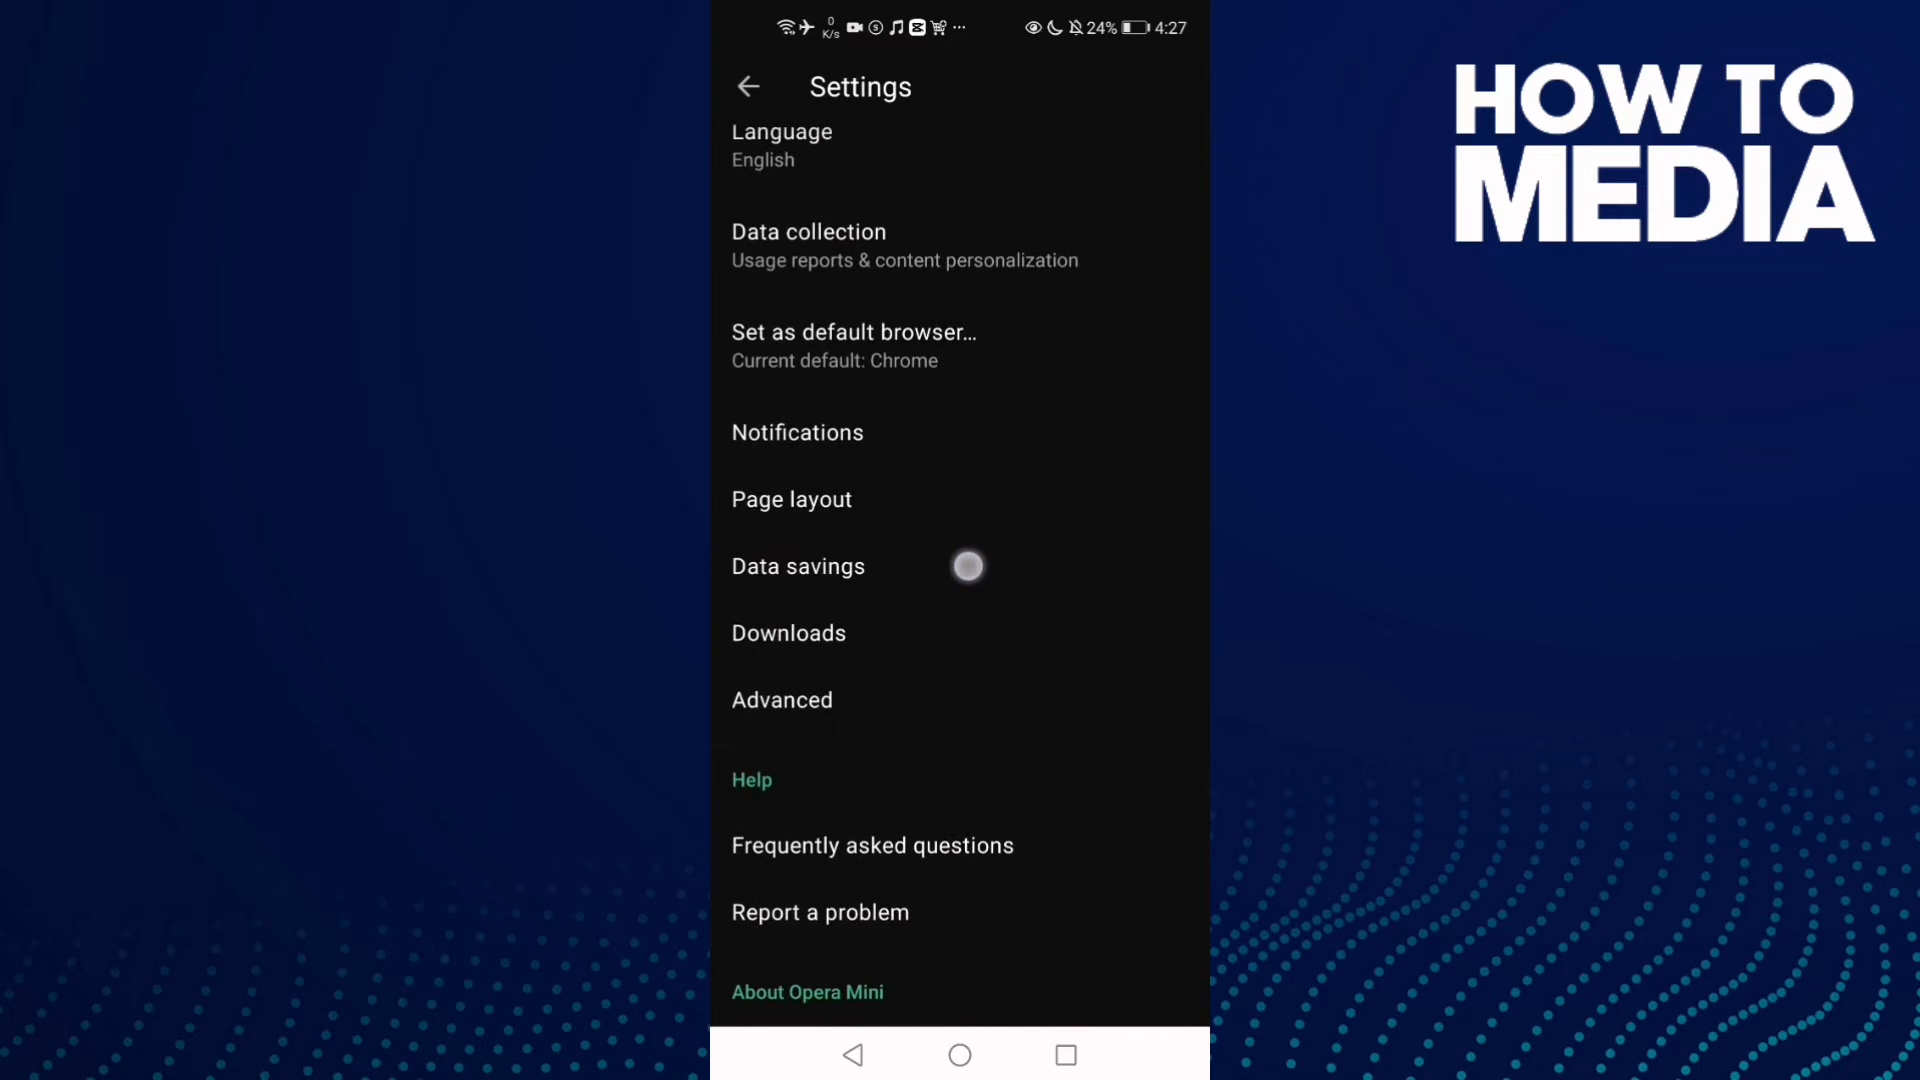 0 K/s 24% 4:27
HOW TO
MEDIA
Settings
Language
English
Data collection
Usage reports & content personalization
Set as default browser...
Current default: Chrome
Notifications
Page layout
Data savings
Downloads
Advanced
Help
Frequently asked questions
Report a problem
About Opera Mini